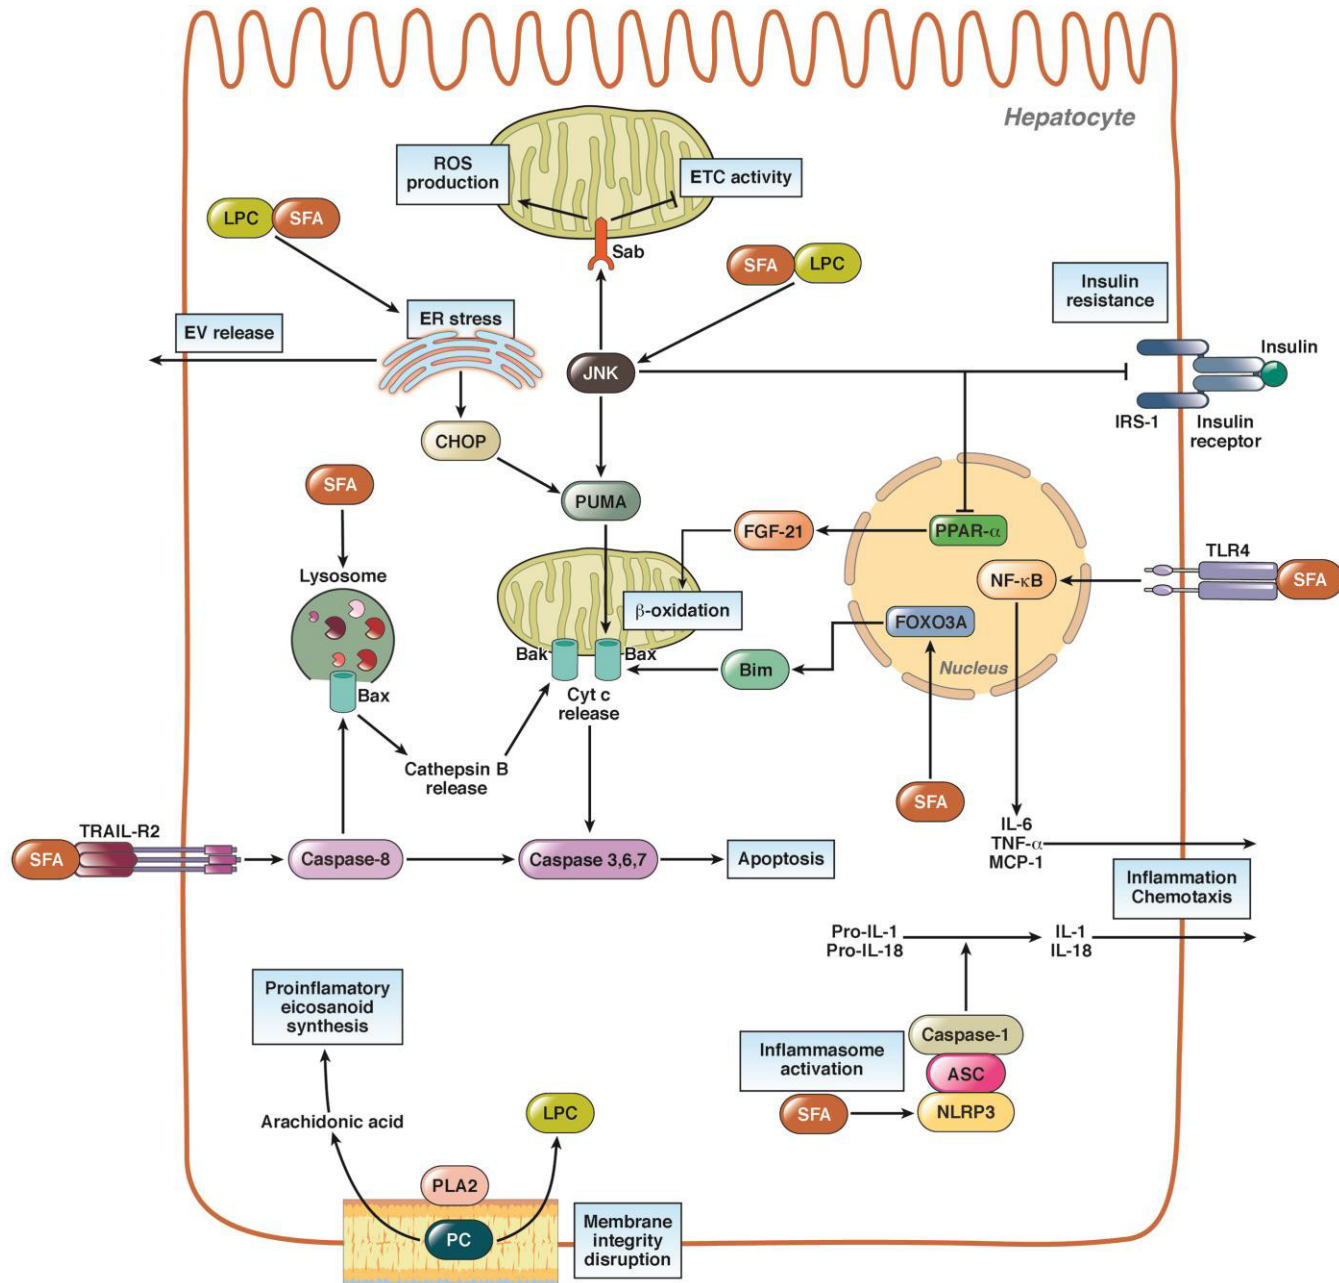 Hepatocyte
ROS
production
ETC activity
LPC
SFA
Sab
SFA
LPC
Insulin
resistance
EV release
ER stress
Insulin
JNK
IRS-1
Insulin
receptor
CHOP
SFA
PUMA
FGF-21
PPAR-α
TLR4
Lysosome
NF-κB
SFA
β-oxidation
FOXO3A
Bak
Bax
Bim
Nucleus
Bax
Cyt c
release
Cathepsin B
release
SFA
TRAIL-R2
IL-6
TNF-α
MCP-1
SFA
Caspase-8
Caspase 3,6,7
Apoptosis
Inflammation
Chemotaxis
Pro-IL-1
Pro-IL-18
IL-1
IL-18
Proinflamatory
eicosanoid
synthesis
Caspase-1
Inflammasome
activation
ASC
SFA
NLRP3
Arachidonic acid
LPC
PLA2
PC
Membrane
integrity
disruption